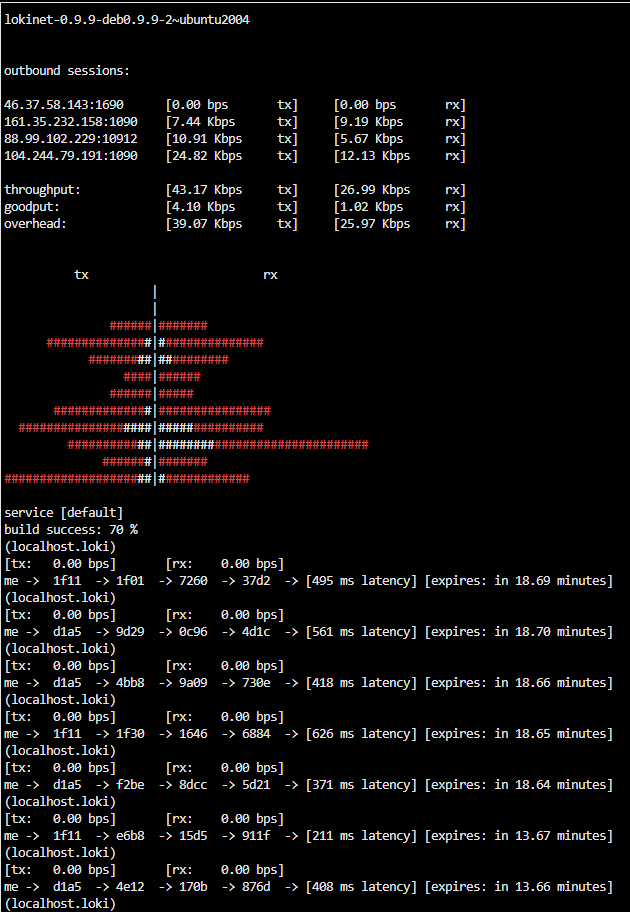 lokinet-0.9.9-deb0.9.9-2~ubuntu2004
outbound sessions:
46.37.58.143:1690 [0.00 bps tx] [0.00 bps rx]
161.35.232.158:1090 [7.44 Kbps tx] [9.19 Kbps rx]
88.99.102.229:10912 [10.91 Kbps tx] [5.67 Kbps rx]
104.244.79.191:1090 [24.82 Kbps tx] [12.13 Kbps rx]
throughput: [43.17 Kbps tx] [26.99 Kbps rx]
goodput: [4.10 Kbps tx] [1.02 Kbps rx]
overhead: [39.07 Kbps tx] [25.97 Kbps rx]
tx rx
|
|
######|#######
###############|###############
#########|##########
####|######
######|#####
##############|################
###################|###############
############|##############################
#######|#######
#####################|#############
service [default]
build success: 70 %
(localhost.loki)
[tx: 0.00 bps] [rx: 0.00 bps]
me -> 1f11 -> 1f01 -> 7260 -> 37d2 -> [495 ms latency] [expires: in 18.69 minutes]
(localhost.loki)
[tx: 0.00 bps] [rx: 0.00 bps]
me -> d1a5 -> 9d29 -> 0c96 -> 4d1c -> [561 ms latency] [expires: in 18.70 minutes]
(localhost.loki)
[tx: 0.00 bps] [rx: 0.00 bps]
me -> d1a5 -> 4bb8 -> 9a09 -> 730e -> [418 ms latency] [expires: in 18.66 minutes]
(localhost.loki)
[tx: 0.00 bps] [rx: 0.00 bps]
me -> 1f11 -> 1f30 -> 1646 -> 6884 -> [626 ms latency] [expires: in 18.65 minutes]
(localhost.loki)
[tx: 0.00 bps] [rx: 0.00 bps]
me -> d1a5 -> f2be -> 8dcc -> 5d21 -> [371 ms latency] [expires: in 18.64 minutes]
(localhost.loki)
[tx: 0.00 bps] [rx: 0.00 bps]
me -> 1f11 -> e6b8 -> 15d5 -> 911f -> [211 ms latency] [expires: in 13.67 minutes]
(localhost.loki)
[tx: 0.00 bps] [rx: 0.00 bps]
me -> d1a5 -> 4e12 -> 170b -> 876d -> [408 ms latency] [expires: in 13.66 minutes]
(localhost.loki)